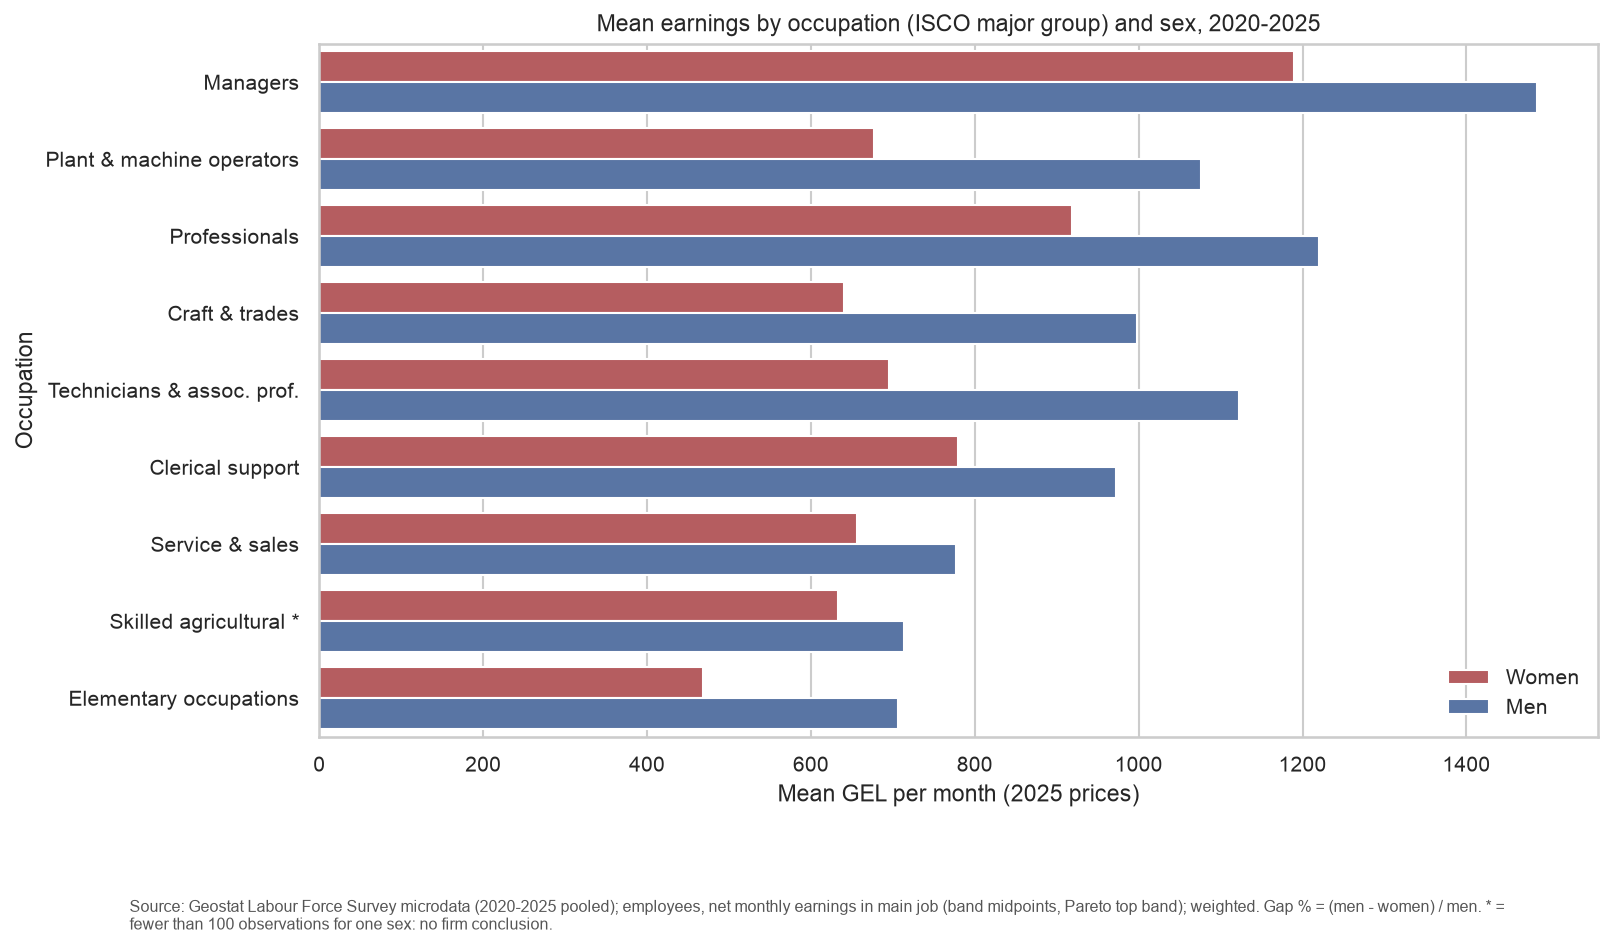 Mean earnings by occupation (ISCO major group) and sex, 2020-2025
Occupation
Managers
Plant & machine operators
Professionals
Craft & trades
Technicians & assoc. prof.
Clerical support
Service & sales
Skilled agricultural *
Elementary occupations
Women
Men
0 200 400 600 800 1000 1200 1400
Mean GEL per month (2025 prices)
Source: Geostat Labour Force Survey microdata (2020-2025 pooled); employees, net monthly earnings in main job (band midpoints, Pareto top band); weighted. Gap % = (men - women) / men. * =
fewer than 100 observations for one sex: no firm conclusion.